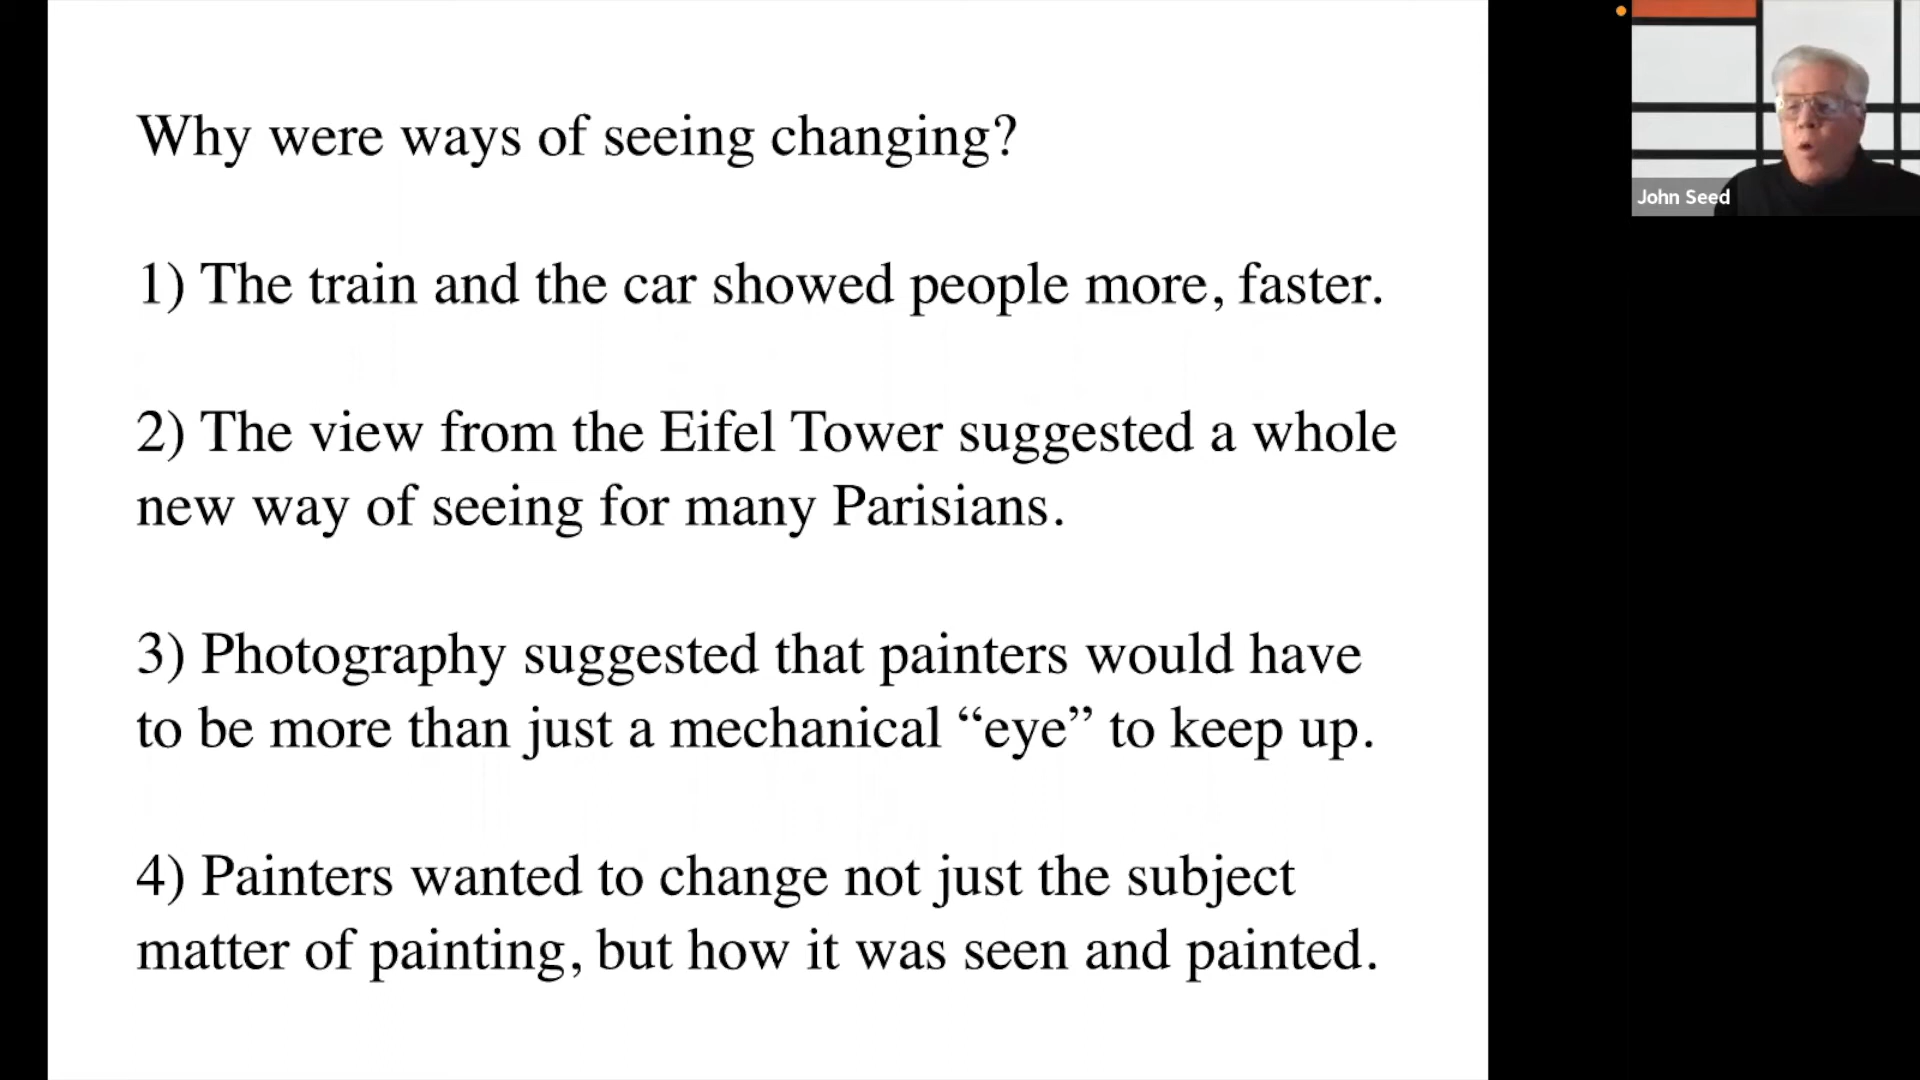 Why were ways of seeing changing?
1) The train and the car showed people more, faster.
2) The view from the Eifel Tower suggested a whole
new way of seeing for many Parisians.
3) Photography suggested that painters would have
to be more than just a mechanical “eye” to keep up.
4) Painters wanted to change not just the subject
matter of painting, but how it was seen and painted.
John Seed